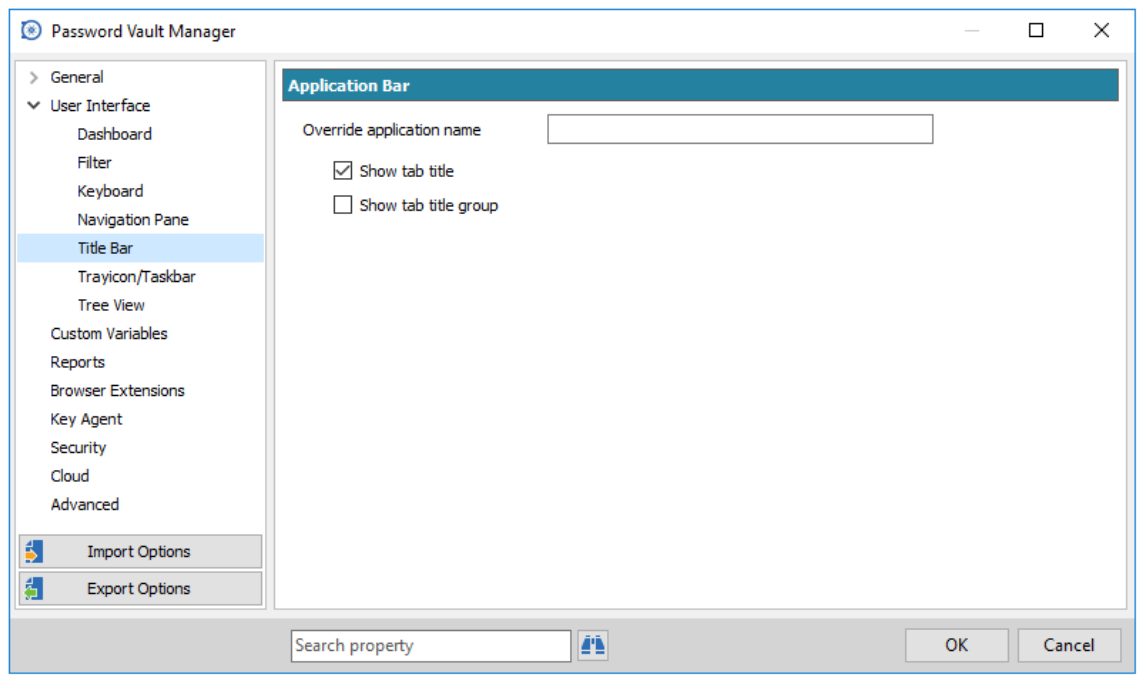 Password Vault Manager
General
User Interface
Dashboard
Filter
Keyboard
Navigation Pane
Title Bar
Trayicon/Taskbar
Tree View
Custom Variables
Reports
Browser Extensions
Key Agent
Security
Cloud
Advanced
Import Options
Export Options
Application Bar
Override application name
Show tab title
Show tab title group
Search property
OK
Cancel